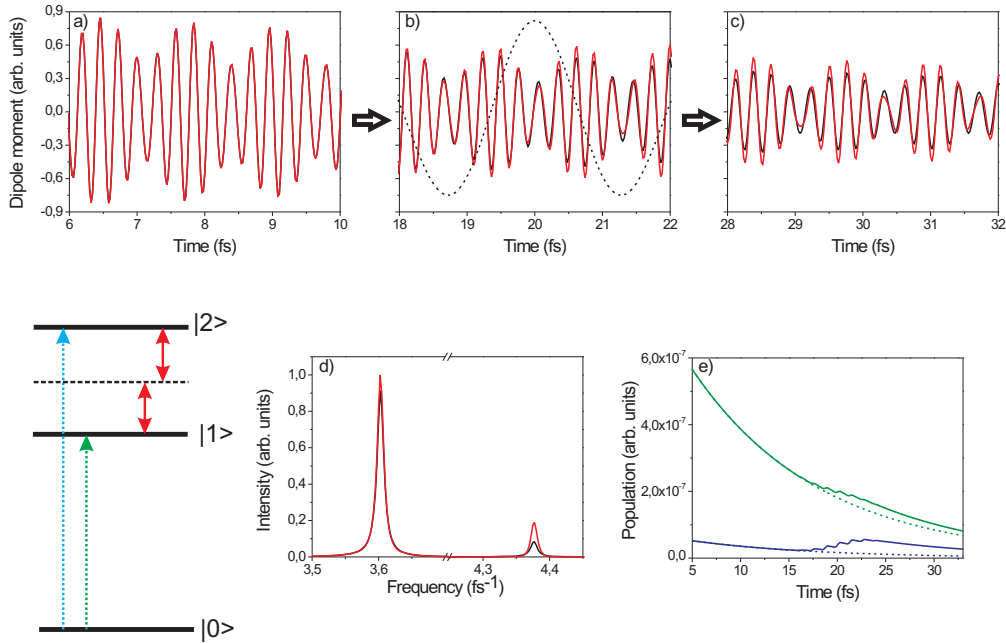 a)
Dipole moment (arb. units)
0,9
0,6
0,3
0,0
-0,3
-0,6
-0,9
6 7 8 9 10
Time (fs)
b)
18 19 20 21 22
Time (fs)
c)
28 29 30 31 32
Time (fs)
|2>
|1>
|0>
d)
Intensity (arb. units)
1,0
0,8
0,6
0,4
0,2
0,0
3,5 3,6 4,3 4,4
Frequency (fs⁻¹)
e)
Population (arb. units)
6,0x10⁻⁷
4,0x10⁻⁷
2,0x10⁻⁷
0,0
5 10 15 20 25 30
Time (fs)